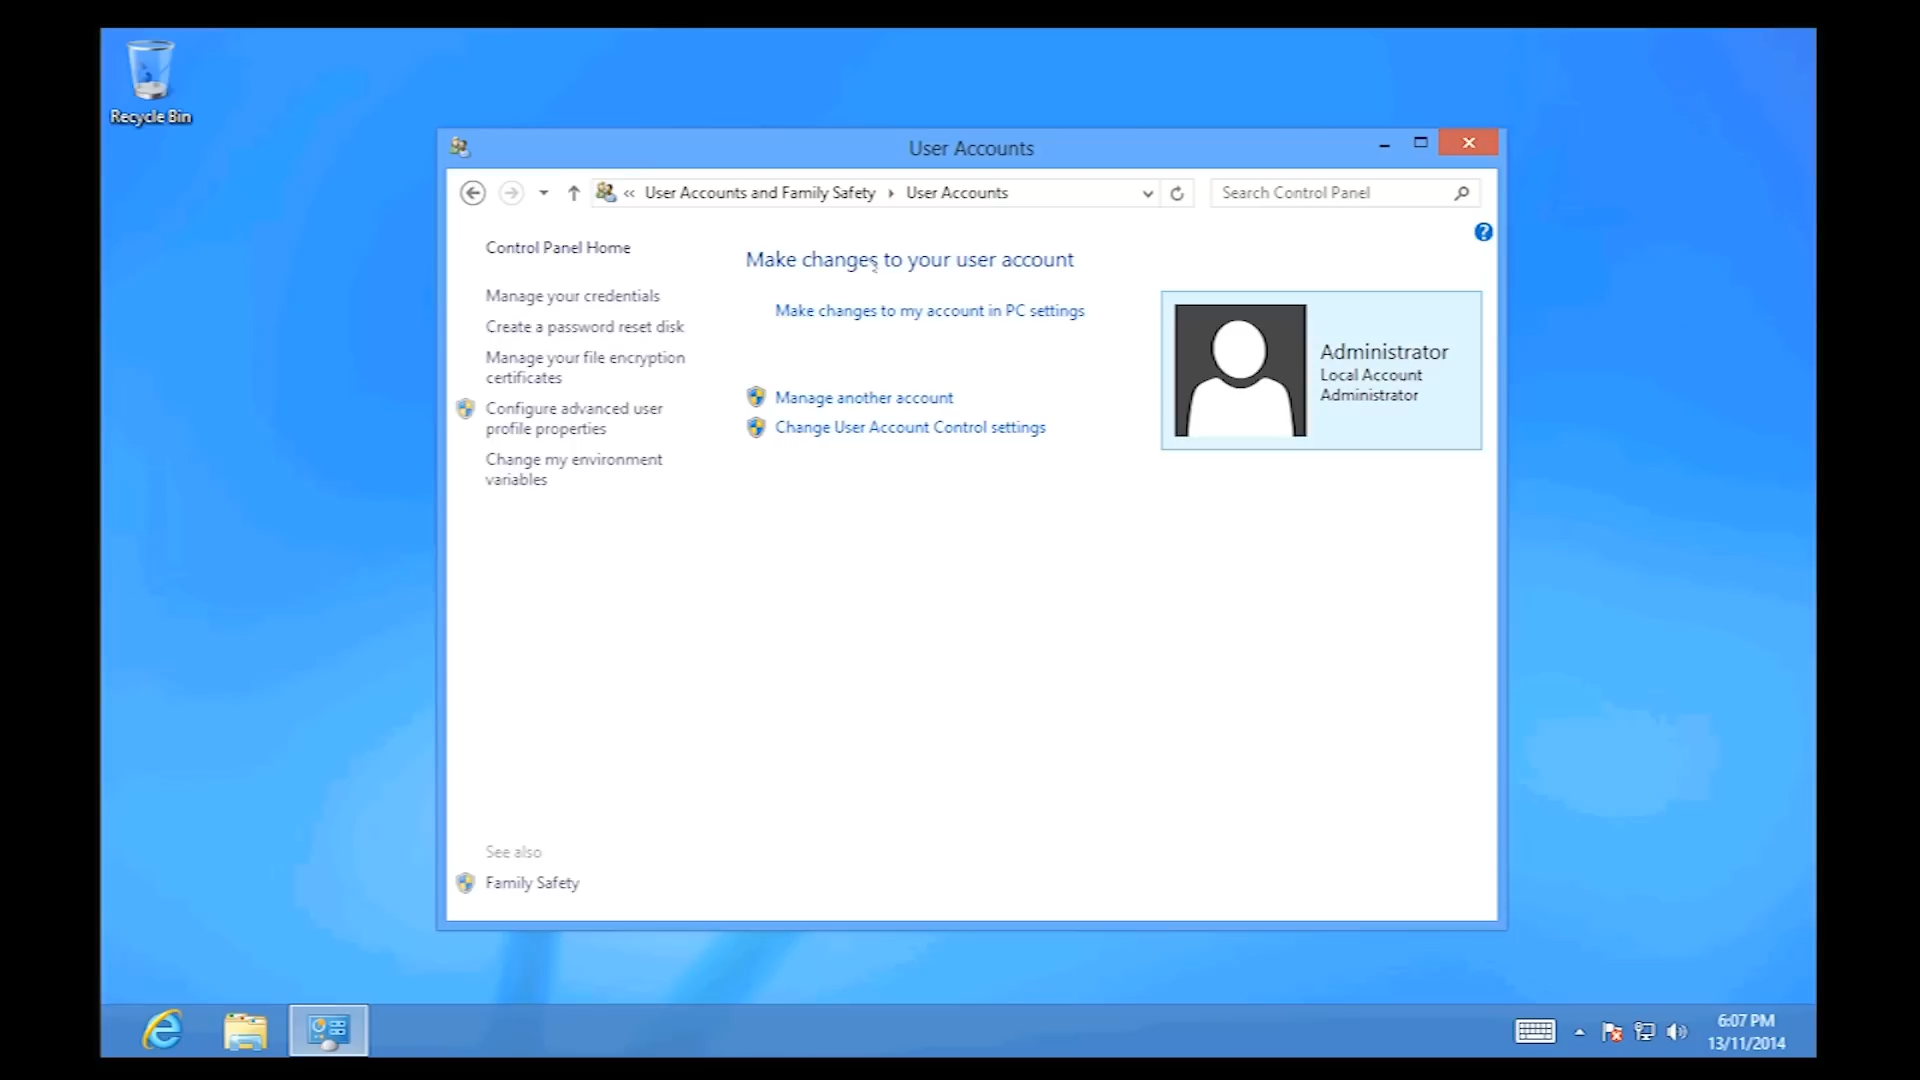 Recycle Bin
User Accounts
« User Accounts and Family Safety User Accounts
Search Control Panel
?
Control Panel Home
Manage your credentials
Create a password reset disk
Manage your file encryption
certificates
Configure advanced user
profile properties
Change my environment
variables
Make changes to your user account
Make changes to my account in PC settings
Manage another account
Change User Account Control settings
Administrator
Local Account
Administrator
See also
Family Safety
6:07 PM
13/11/2014